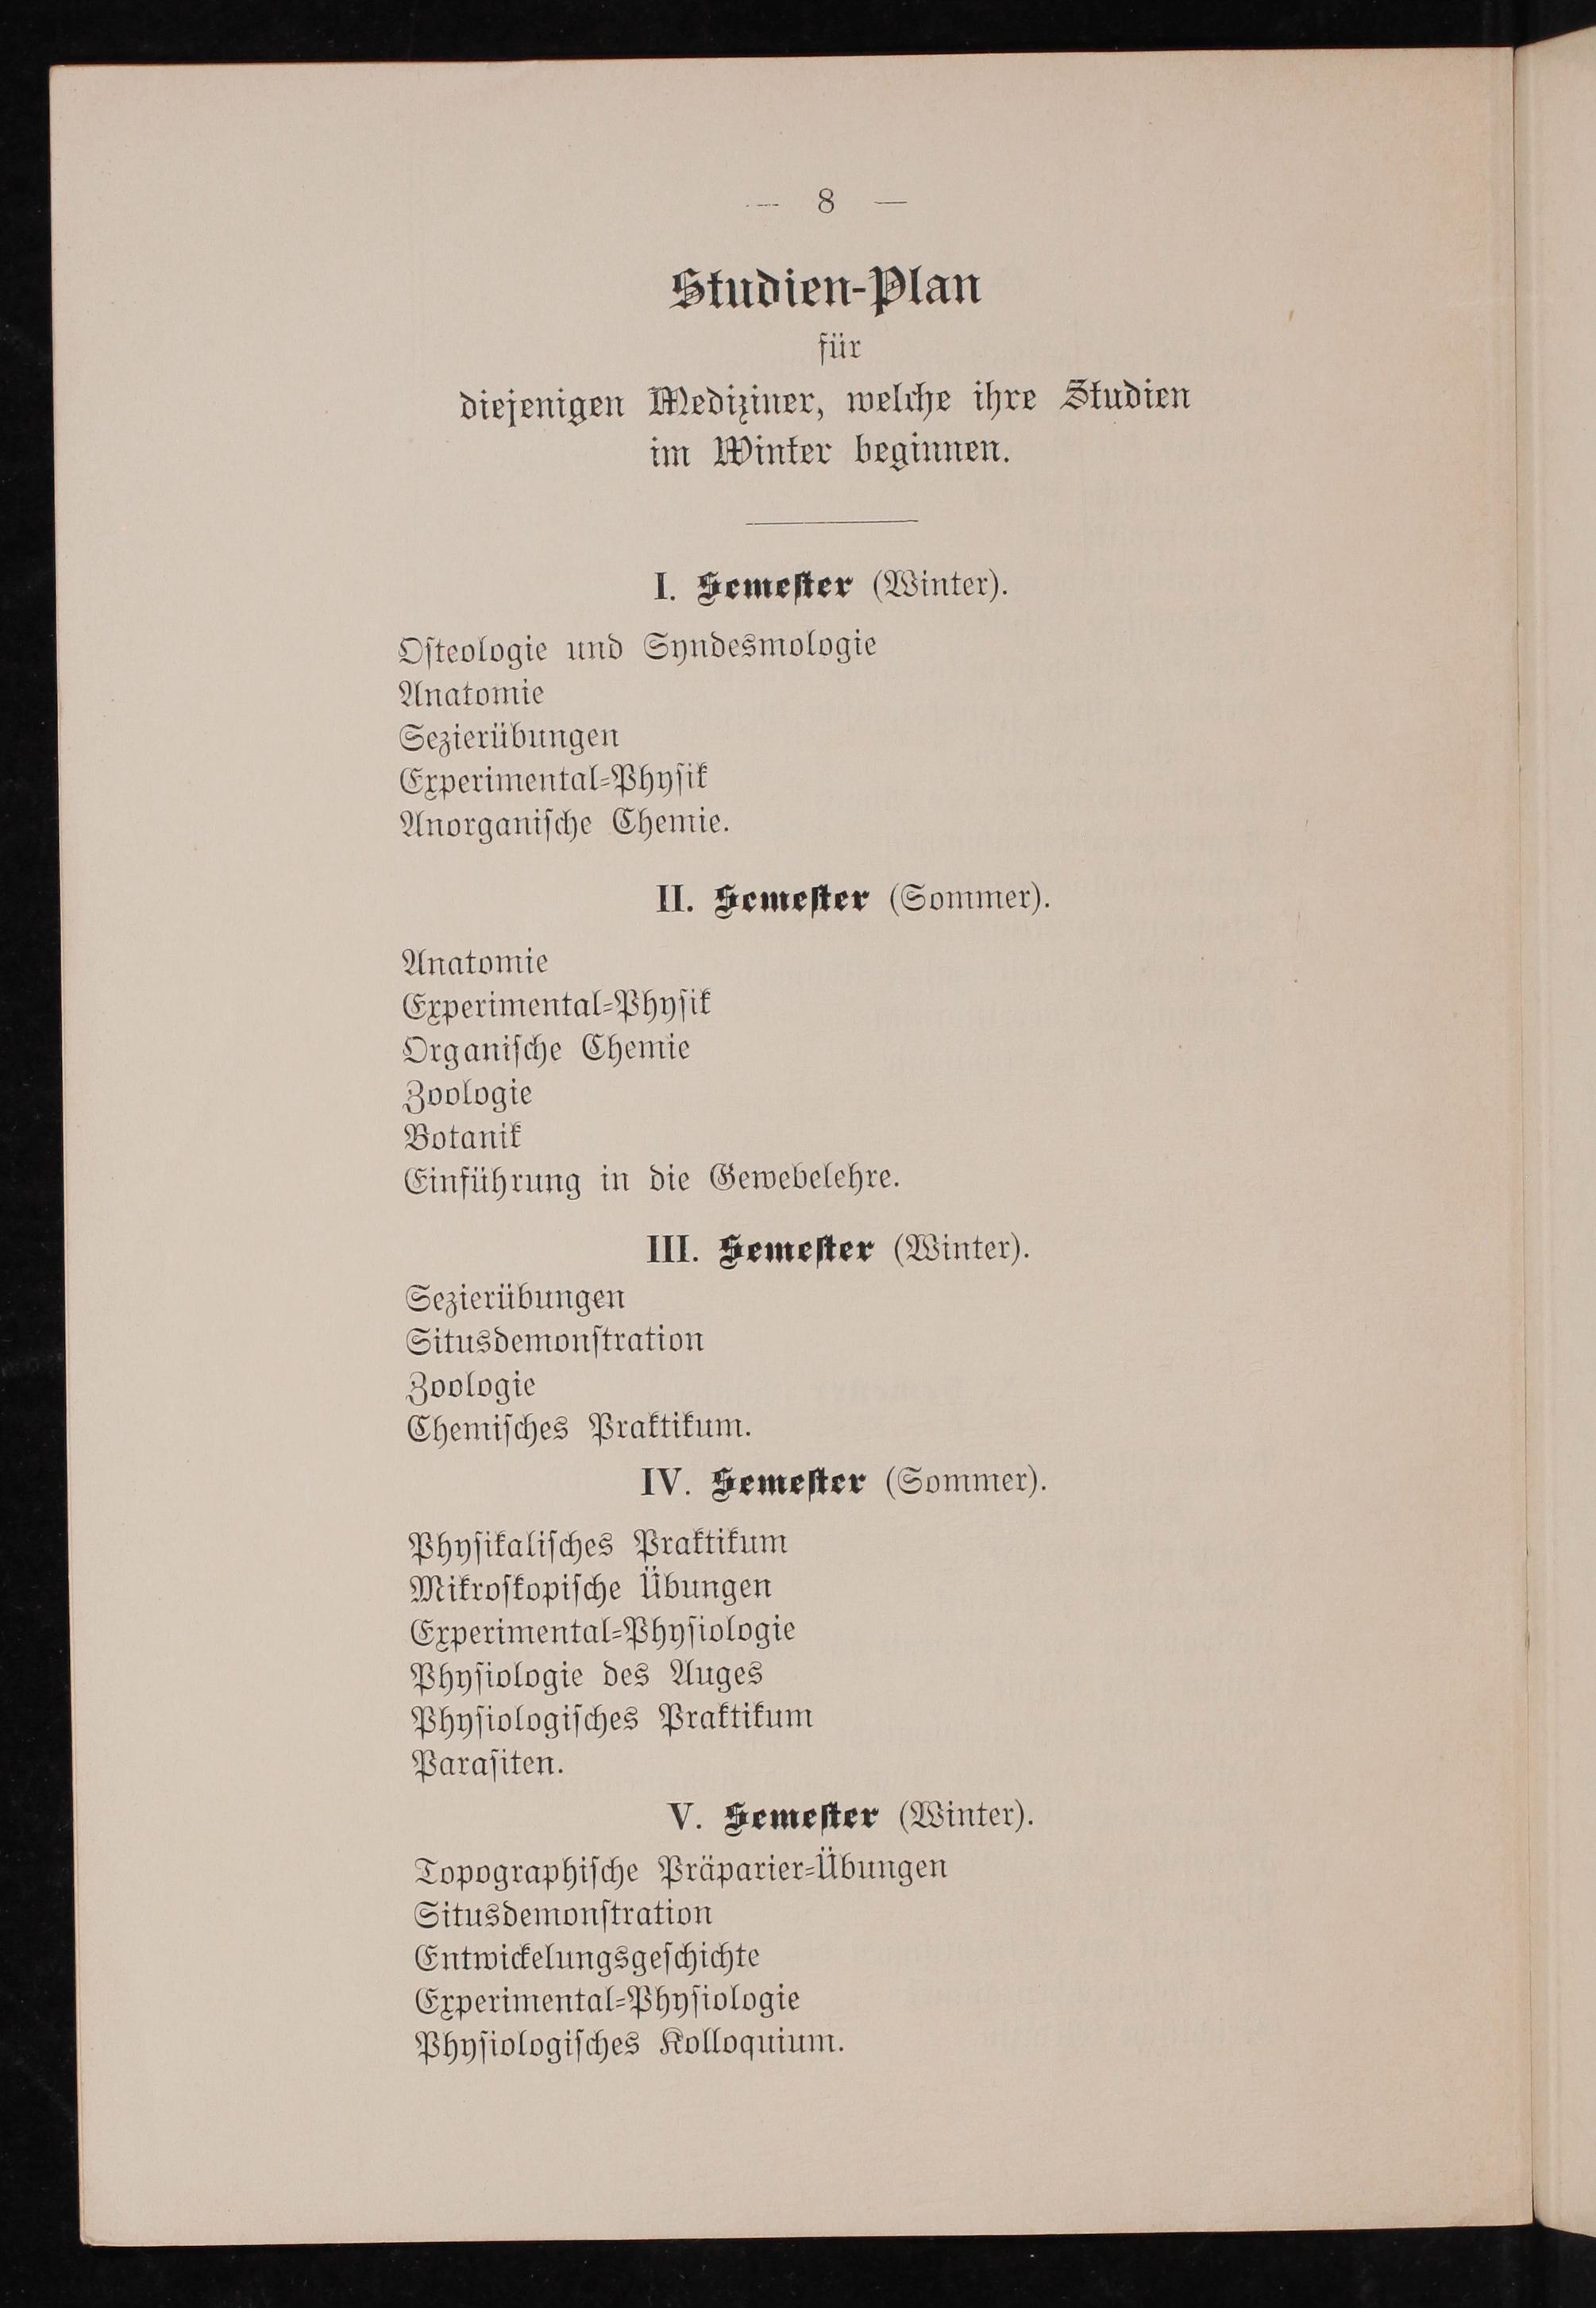 — 8 —
Studien-Plan
für
diejenigen Mediziner, welche ihre Studien
im Winter beginnen.
I. Semeſter (Winter).
Oſteologie und Syndesmologie
Anatomie
Sezierübungen
Experimental-Phyſik
Anorganiſche Chemie.
II. Semeſter (Sommer).
Anatomie
Experimental-Phyſik
Organiſche Chemie
Zoologie
Botanik
Einführung in die Gewebelehre.
III. Semeſter (Winter).
Sezierübungen
Situsdemonſtration
Zoologie
Chemiſches Praktikum.
IV. Semeſter (Sommer).
Phyſikaliſches Praktikum
Mikroſkopiſche Übungen
Experimental-Phyſiologie
Phyſiologie des Auges
Phyſiologiſches Praktikum
Paraſiten.
V. Semeſter (Winter).
Topographiſche Präparier-Übungen
Situsdemonſtration
Entwickelungsgeſchichte
Experimental-Phyſiologie
Phyſiologiſches Kolloquium.